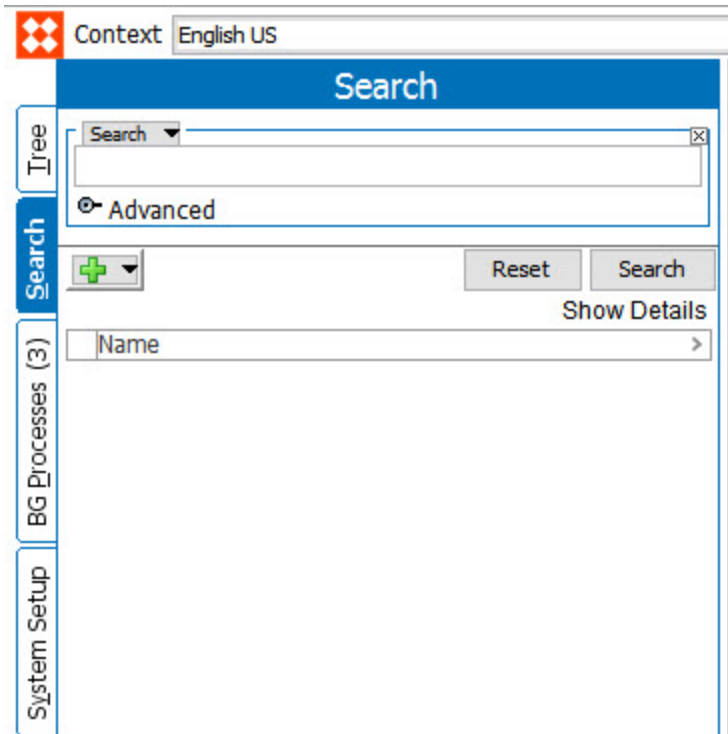 Context English US
Search
Search
Advanced
Reset Search
Show Details
Name
Tree
Search
BG Processes (3)
System Setup